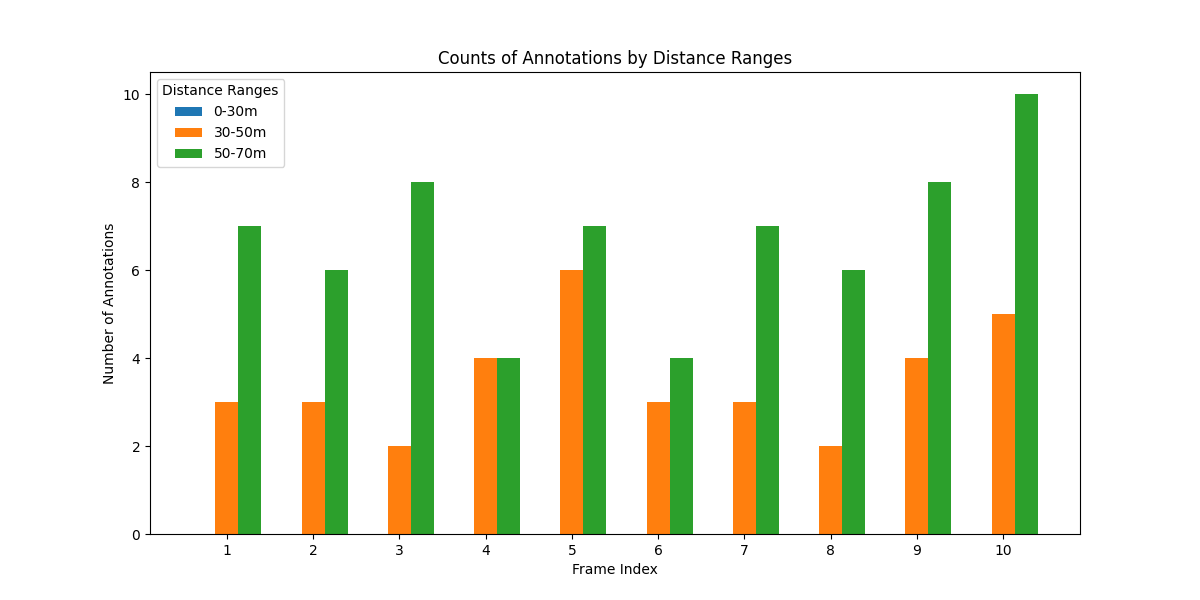 Counts of Annotations by Distance Ranges
Distance Ranges
0-30m
30-50m
50-70m
Number of Annotations
10
8
6
4
2
0
1 2 3 4 5 6 7 8 9 10
Frame Index